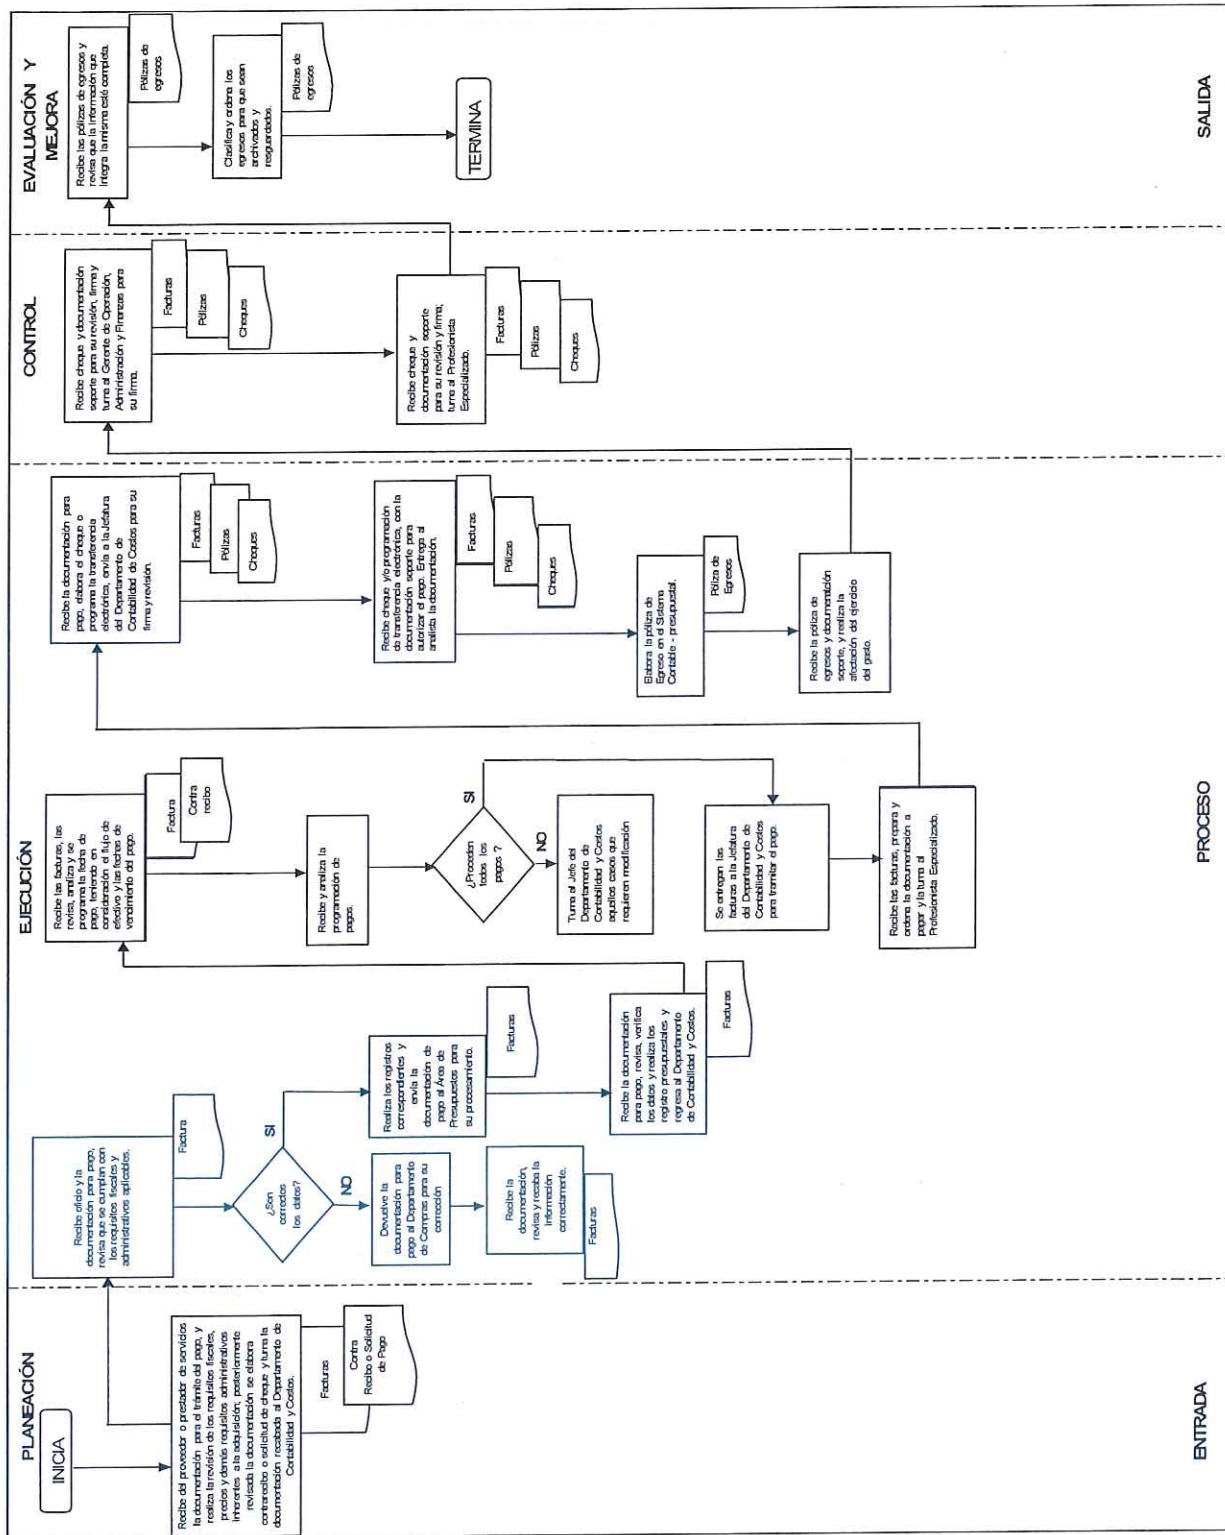 PLANEACIÓN
INICIA
Recibe del proveedor o prestador de servicios
la documentación para el trámite del pago, y
realiza la revisión de los requisitos fiscales,
precios y demás requisitos administrativos
inherentes a la adquisición; posteriormente
revisada la documentación se elabora
contrarecibo o solicitud de cheque y turna la
documentación recabada al Departamento de
Contabilidad y Costos.
Facturas
Contra
Recibo o Solicitud
de Pago
ENTRADA
EJECUCIÓN
Recibe oficio y la
documentación para pago,
revisa que se cumplan con
los requisitos fiscales y
administrativos aplicables.
Factura
¿Son
correctos
los datos?
SI
NO
Devuelve la
documentación para
pago al Departamento
de Compras para su
corrección
Recibe la
documentación,
revisa y recaba la
información
correctamente.
Facturas
Realiza los registros
correspondientes y
envía la
documentación de
pago al Área de
Presupuestos para
su procesamiento.
Facturas
Recibe la documentación
para pago, revisa, verifica
los datos y realiza los
registro presupuestales y
regresa al Departamento
de Contabilidad y Costos.
Facturas
Recibe las facturas, las
revisa, analiza y se
programa la fecha de
pago, teniendo en
consideración el flujo de
efectivo y las fechas de
vencimiento del pago.
Factura
Contra
recibo
Recibe y analiza la
programación de
pagos.
¿Proceden
todos los
pagos ?
SI
NO
Turna al Jefe del
Departamento de
Contabilidad y Costos
aquellos casos que
requieren modificación
Se entregan las
facturas a la Jefatura
del Departamento de
Contabilidad y Costos
para tramitar el pago.
Recibe las facturas, prepara y
ordena la documentación a
pagar y la turna al
Profesionista Especializado.
Recibe la documentación para
pago, elabora el cheque o
programa la transferencia
electrónica, envía a la Jefatura
del Departamento de
Contabilidad de Costos para su
firma y revisión.
Facturas
Pólizas
Cheques
Recibe cheque y/o programación
de transferencia electrónica, con la
documentación soporte para
autorizar el pago. Entrega al
analista la documentación.
Facturas
Pólizas
Cheques
Elabora la póliza de
Egreso en el Sistema
Contable - presupuestal.
Póliza de
Egresos
Recibe la póliza de
egresos y documentación
soporte, y realiza la
afectación del ejercicio
del gasto.
PROCESO
CONTROL
Recibe cheque y documentación
soporte para su revisión, firma y
turna al Gerente de Operación,
Administración y Finanzas para
su firma.
Facturas
Pólizas
Cheques
Recibe cheque y
documentación soporte
para su revisión y firma;
turna al Profesionista
Especializado.
Facturas
Pólizas
Cheques
EVALUACIÓN Y
MEJORA
Recibe las pólizas de egresos y
revisa que la información que
integra la misma esté completa.
Pólizas de
egresos
Clasifica y ordena los
egresos para que sean
archivados y
resguardados.
Pólizas de
egresos
TERMINA
SALIDA